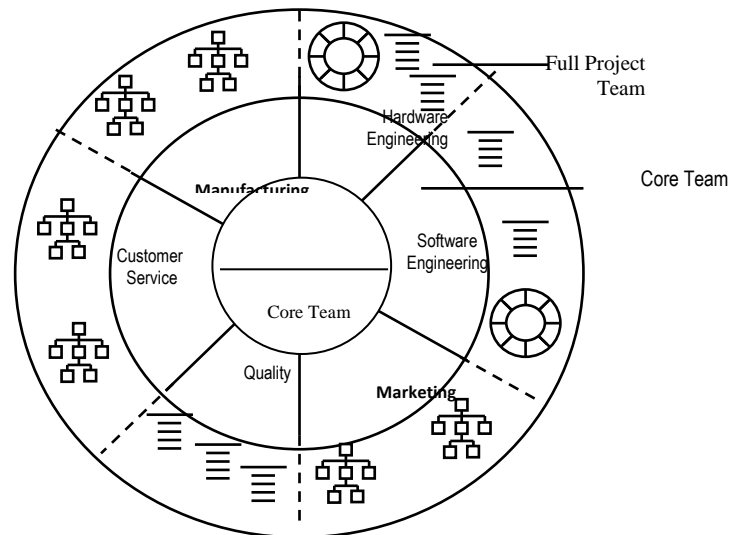 Full Project
Team
Hardware
Engineering
Core Team
Manufacturing
Software
Engineering
Customer
Service
Core Team
Quality
Marketing